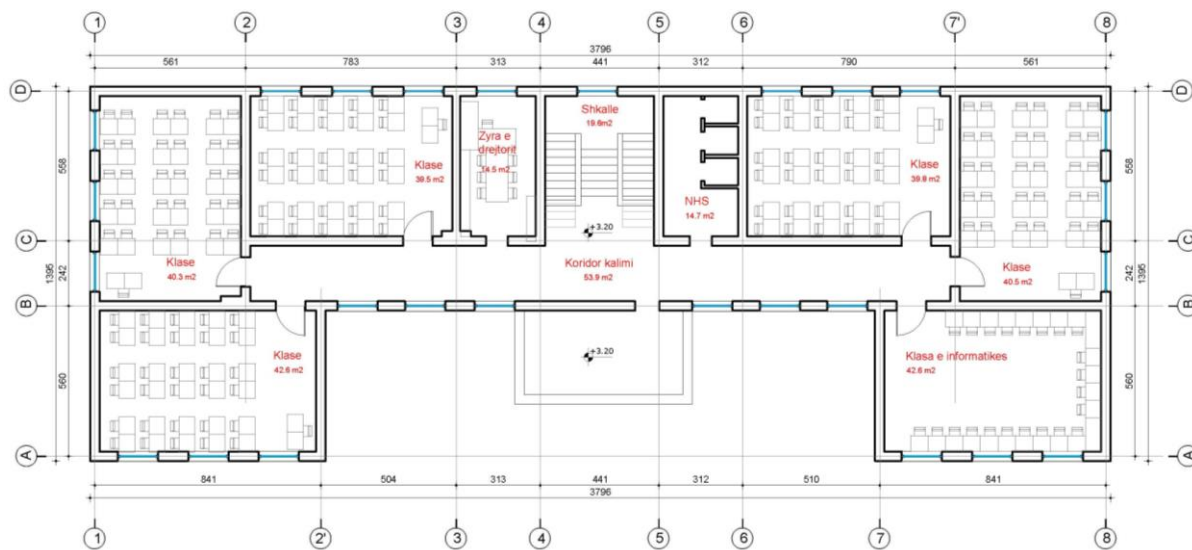 1 2 3 4 5 6 7' 8
3796
561 783 313 441 312 790 561
D D
Shkalle
19.6m2
Zyra e
drejtorit
14.5 m2
Klase
39.5 m2
Klase
39.8 m2
558 558
NHS
14.7 m2
+3.20
C C
Klase
40.3 m2
Koridor kalimi
53.9 m2
Klase
40.5 m2
1395 242 242 1395
B B
+3.20
Klase
42.6 m2
Klasa e informatikes
42.6 m2
560 560
A A
841 504 313 441 312 510 841
3796
1 2' 3 4 5 6 7 8